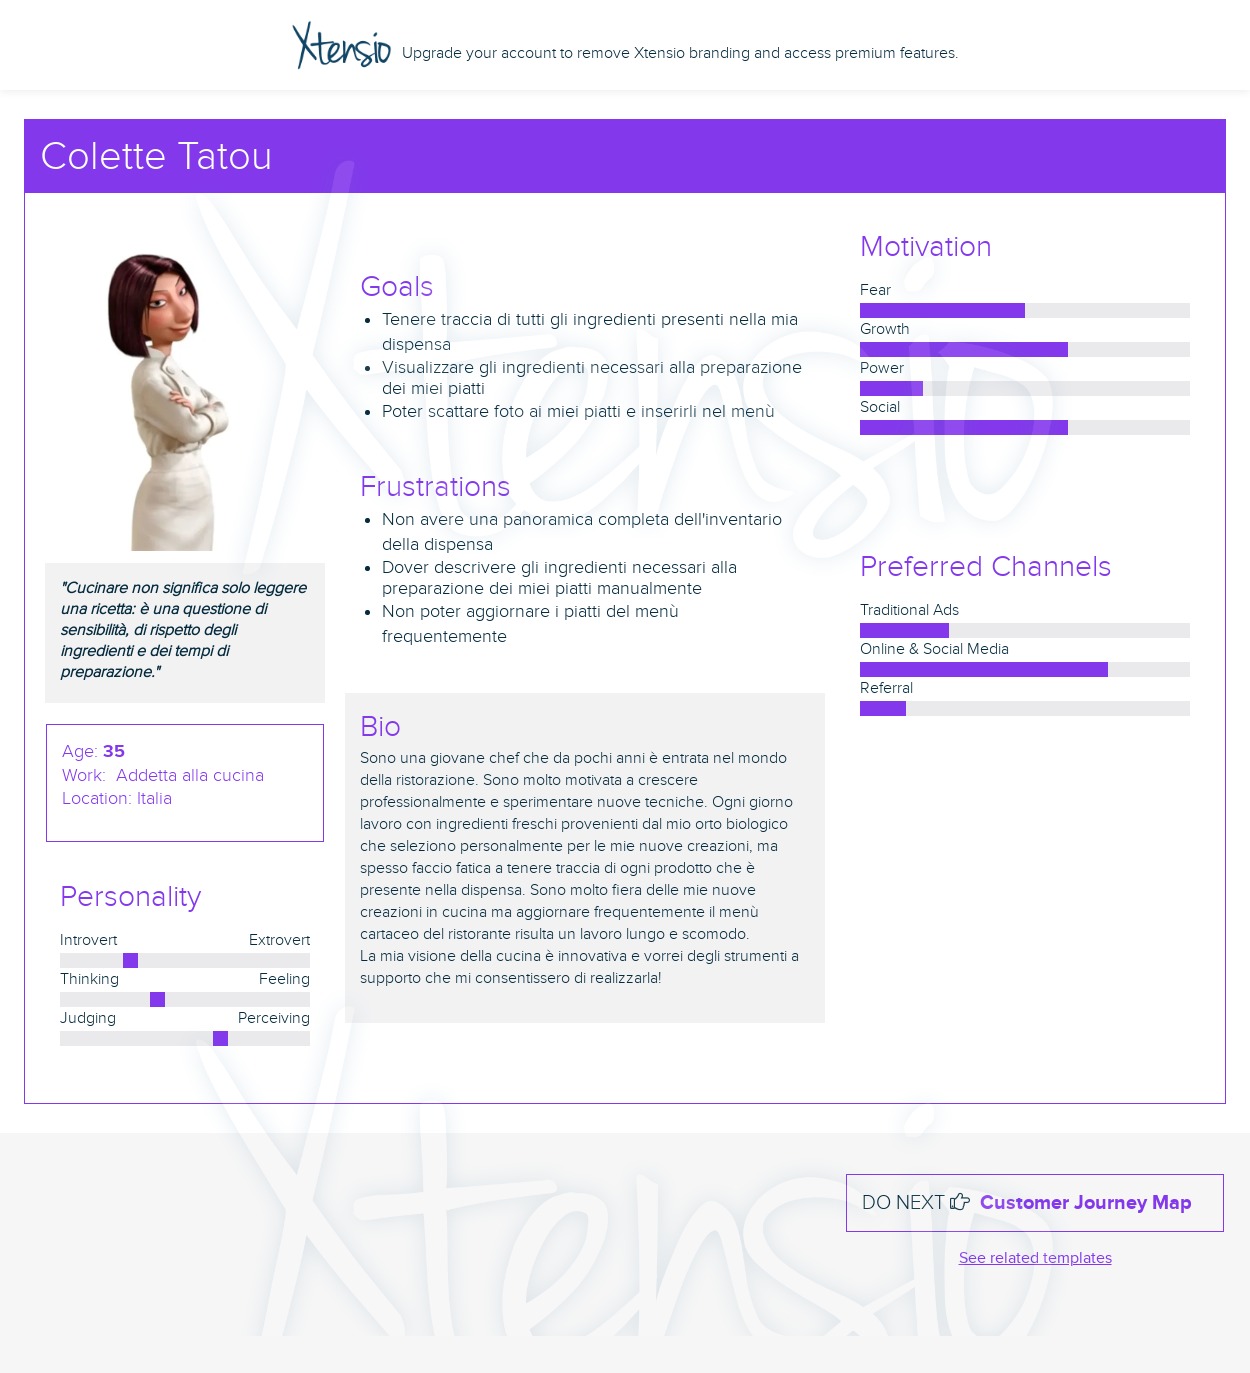 Xtensio Upgrade your account to remove Xtensio branding and access premium features.
Colette Tatou
"Cucinare non significa solo leggere
una ricetta: è una questione di
sensibilità, di rispetto degli
ingredienti e dei tempi di
preparazione."
Age: 35
Work: Addetta alla cucina
Location: Italia
Personality
Introvert Extrovert
Thinking Feeling
Judging Perceiving
Goals
Tenere traccia di tutti gli ingredienti presenti nella mia
dispensa
Visualizzare gli ingredienti necessari alla preparazione
dei miei piatti
Poter scattare foto ai miei piatti e inserirli nel menù
Frustrations
Non avere una panoramica completa dell'inventario
della dispensa
Dover descrivere gli ingredienti necessari alla
preparazione dei miei piatti manualmente
Non poter aggiornare i piatti del menù
frequentemente
Bio
Sono una giovane chef che da pochi anni è entrata nel mondo
della ristorazione. Sono molto motivata a crescere
professionalmente e sperimentare nuove tecniche. Ogni giorno
lavoro con ingredienti freschi provenienti dal mio orto biologico
che seleziono personalmente per le mie nuove creazioni, ma
spesso faccio fatica a tenere traccia di ogni prodotto che è
presente nella dispensa. Sono molto fiera delle mie nuove
creazioni in cucina ma aggiornare frequentemente il menù
cartaceo del ristorante risulta un lavoro lungo e scomodo.
La mia visione della cucina è innovativa e vorrei degli strumenti a
supporto che mi consentissero di realizzarla!
Motivation
Fear
Growth
Power
Social
Preferred Channels
Traditional Ads
Online & Social Media
Referral
Xtensio
Xtensio
DO NEXT Customer Journey Map
See related templates